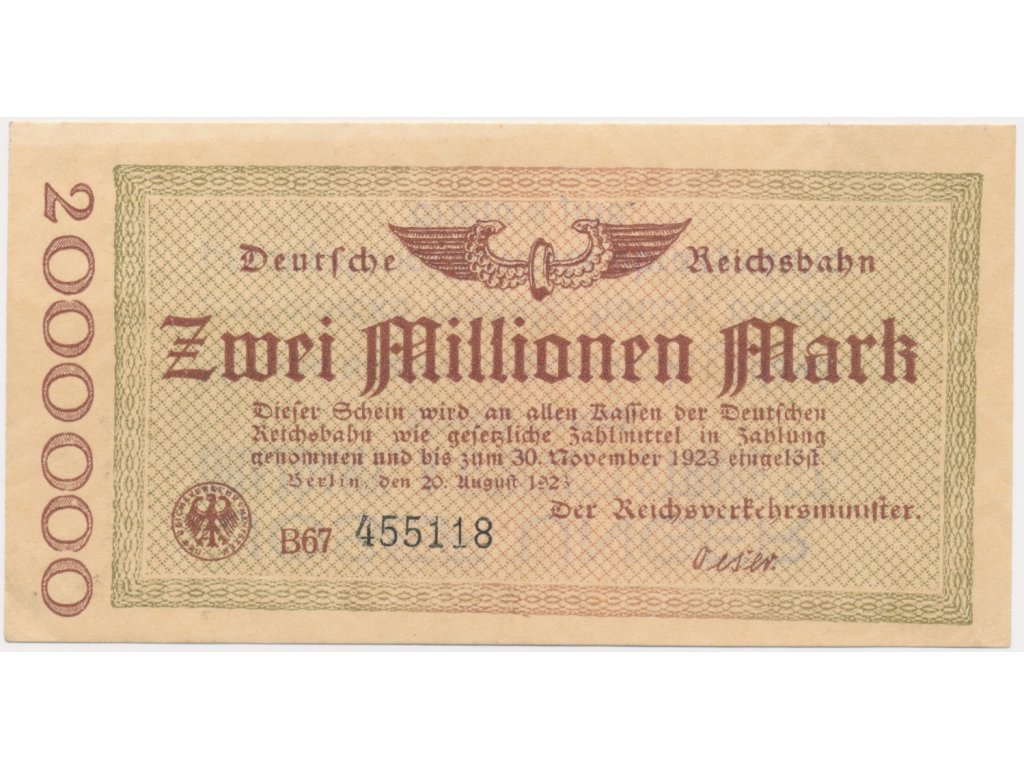 2000000
Deutsche Reichsbahn
Zwei Millionen Mark
Dieser Schein wird an allen Kassen der Deutschen
Reichsbahn wie gesetzliche Zahlmittel in Zahlung
genommen und bis zum 30. November 1923 eingelöst.
Berlin, den 20. August 1923
Der Reichsverkehrsminister.
B67 455118
Oeser.